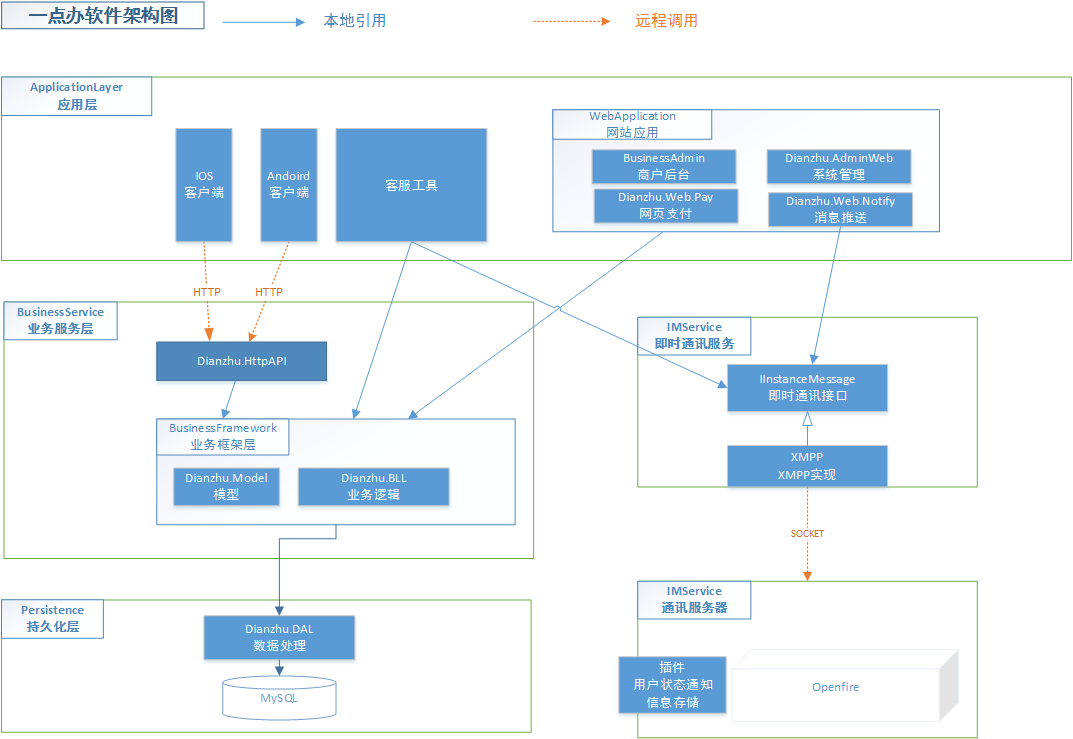 一点办软件架构图
本地引用
远程调用
ApplicationLayer
应用层
IOS
客户端
Andoird
客户端
客服工具
WebApplication
网站应用
BusinessAdmin
商户后台
Dianzhu.AdminWeb
系统管理
Dianzhu.Web.Pay
网页支付
Dianzhu.Web.Notify
消息推送
HTTP
HTTP
BusinessService
业务服务层
Dianzhu.HttpAPI
BusinessFramework
业务框架层
Dianzhu.Model
模型
Dianzhu.BLL
业务逻辑
IMService
即时通讯服务
IInstanceMessage
即时通讯接口
XMPP
XMPP实现
SOCKET
Persistence
持久化层
Dianzhu.DAL
数据处理
MySQL
IMService
通讯服务器
插件
用户状态通知
信息存储
Openfire